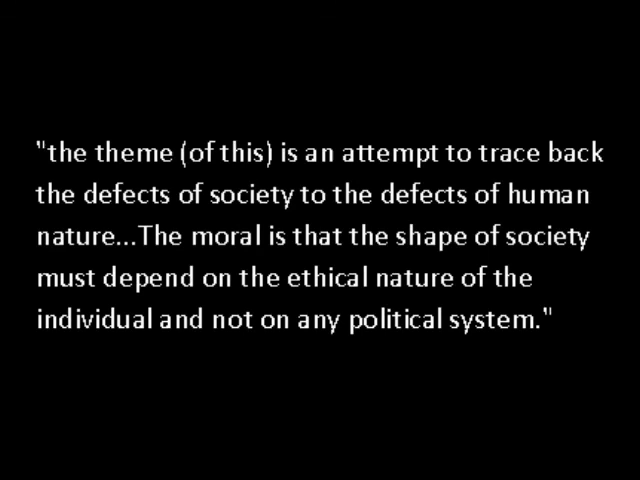 "the theme (of this) is an attempt to trace back
the defects of society to the defects of human
nature...The moral is that the shape of society
must depend on the ethical nature of the
individual and not on any political system."